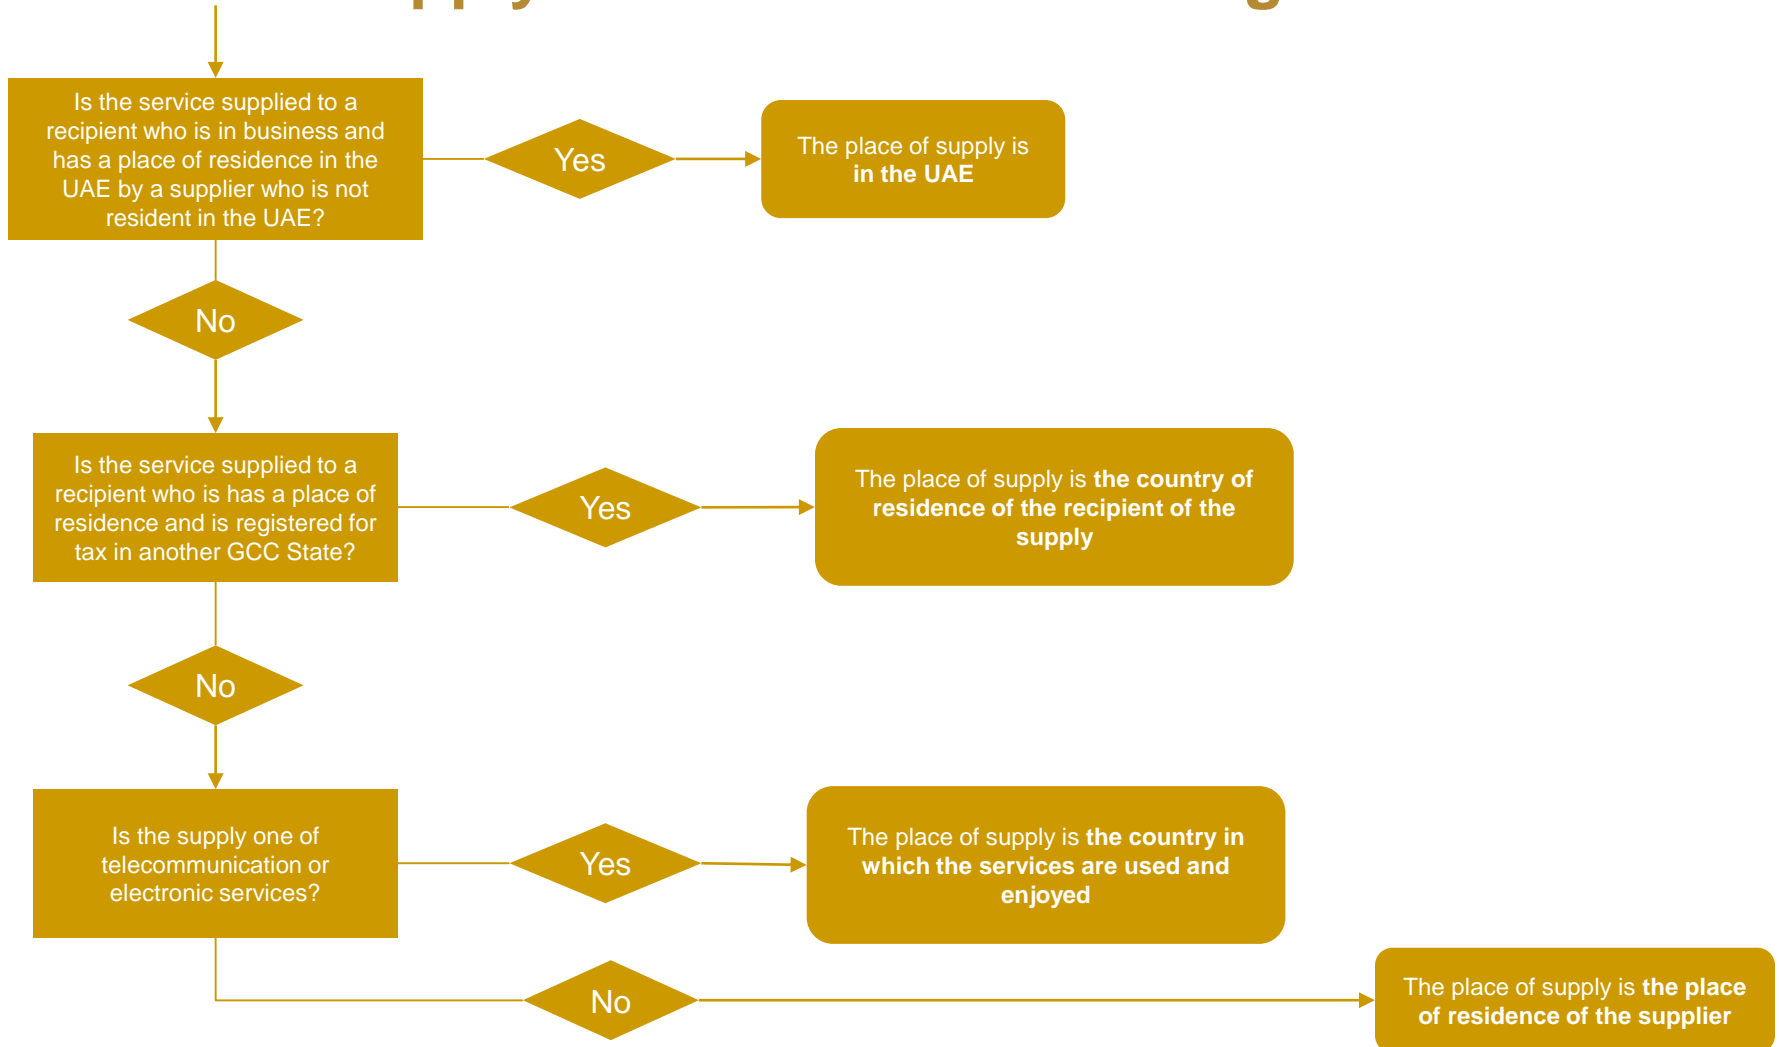 Is the service supplied to a
recipient who is in business and
has a place of residence in the
UAE by a supplier who is not
resident in the UAE?
Yes
The place of supply is
in the UAE
No
Is the service supplied to a
recipient who is has a place of
residence and is registered for
tax in another GCC State?
Yes
The place of supply is the country of
residence of the recipient of the
supply
No
Is the supply one of
telecommunication or
electronic services?
Yes
The place of supply is the country in
which the services are used and
enjoyed
No
The place of supply is the place
of residence of the supplier